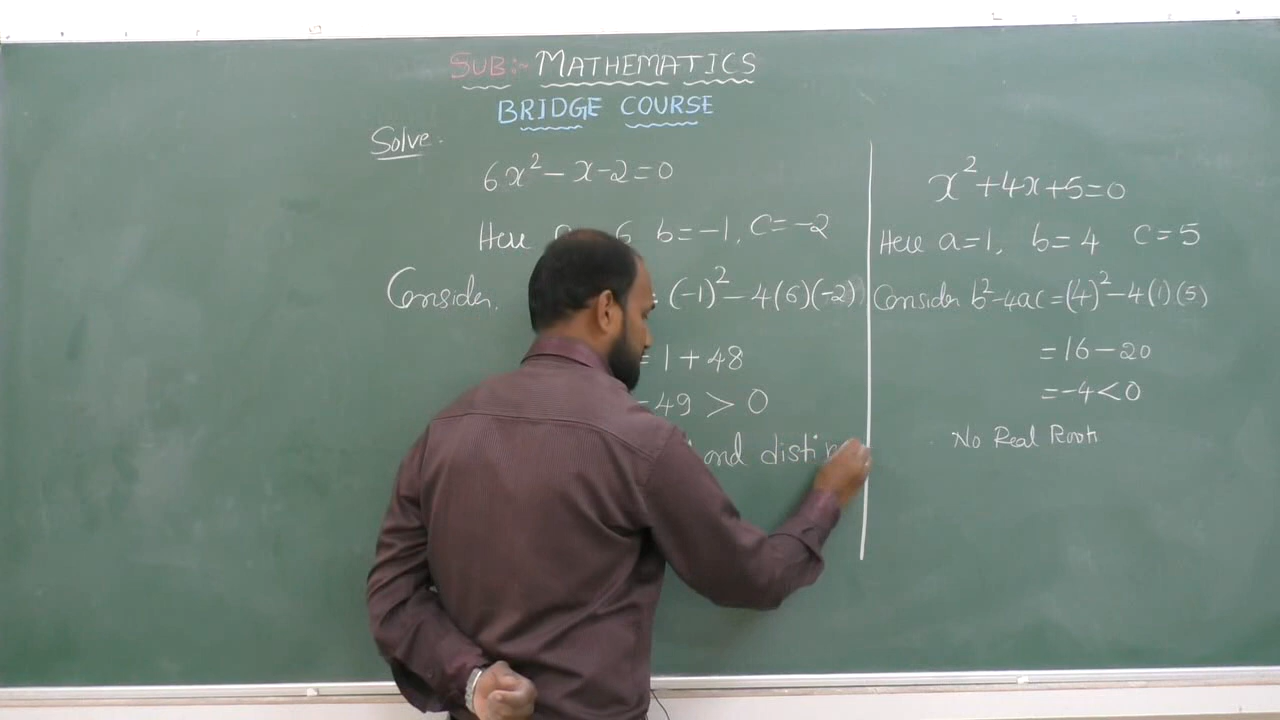 SUB:- MATHEMATICS
BRIDGE COURSE
Solve.
6x² - x - 2 = 0
Here 6 b = -1, c = -2
Consider. = (-1)² - 4(6)(-2)
= 1 + 48
= 49 > 0
and
x² + 4x + 5 = 0
Here a = 1, b = 4 c = 5
Consider b² - 4ac = (4)² - 4(1)(5)
= 16 - 20
= -4 < 0
No Real Roots